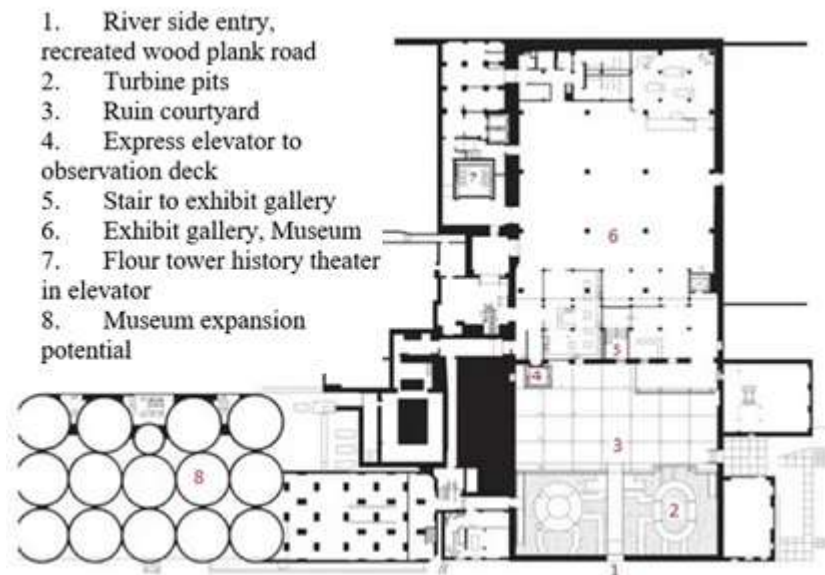 1. River side entry,
recreated wood plank road
2. Turbine pits
3. Ruin courtyard
4. Express elevator to
observation deck
5. Stair to exhibit gallery
6. Exhibit gallery, Museum
7. Flour tower history theater
in elevator
8. Museum expansion
potential
7
6
5
4
3
8
2
1